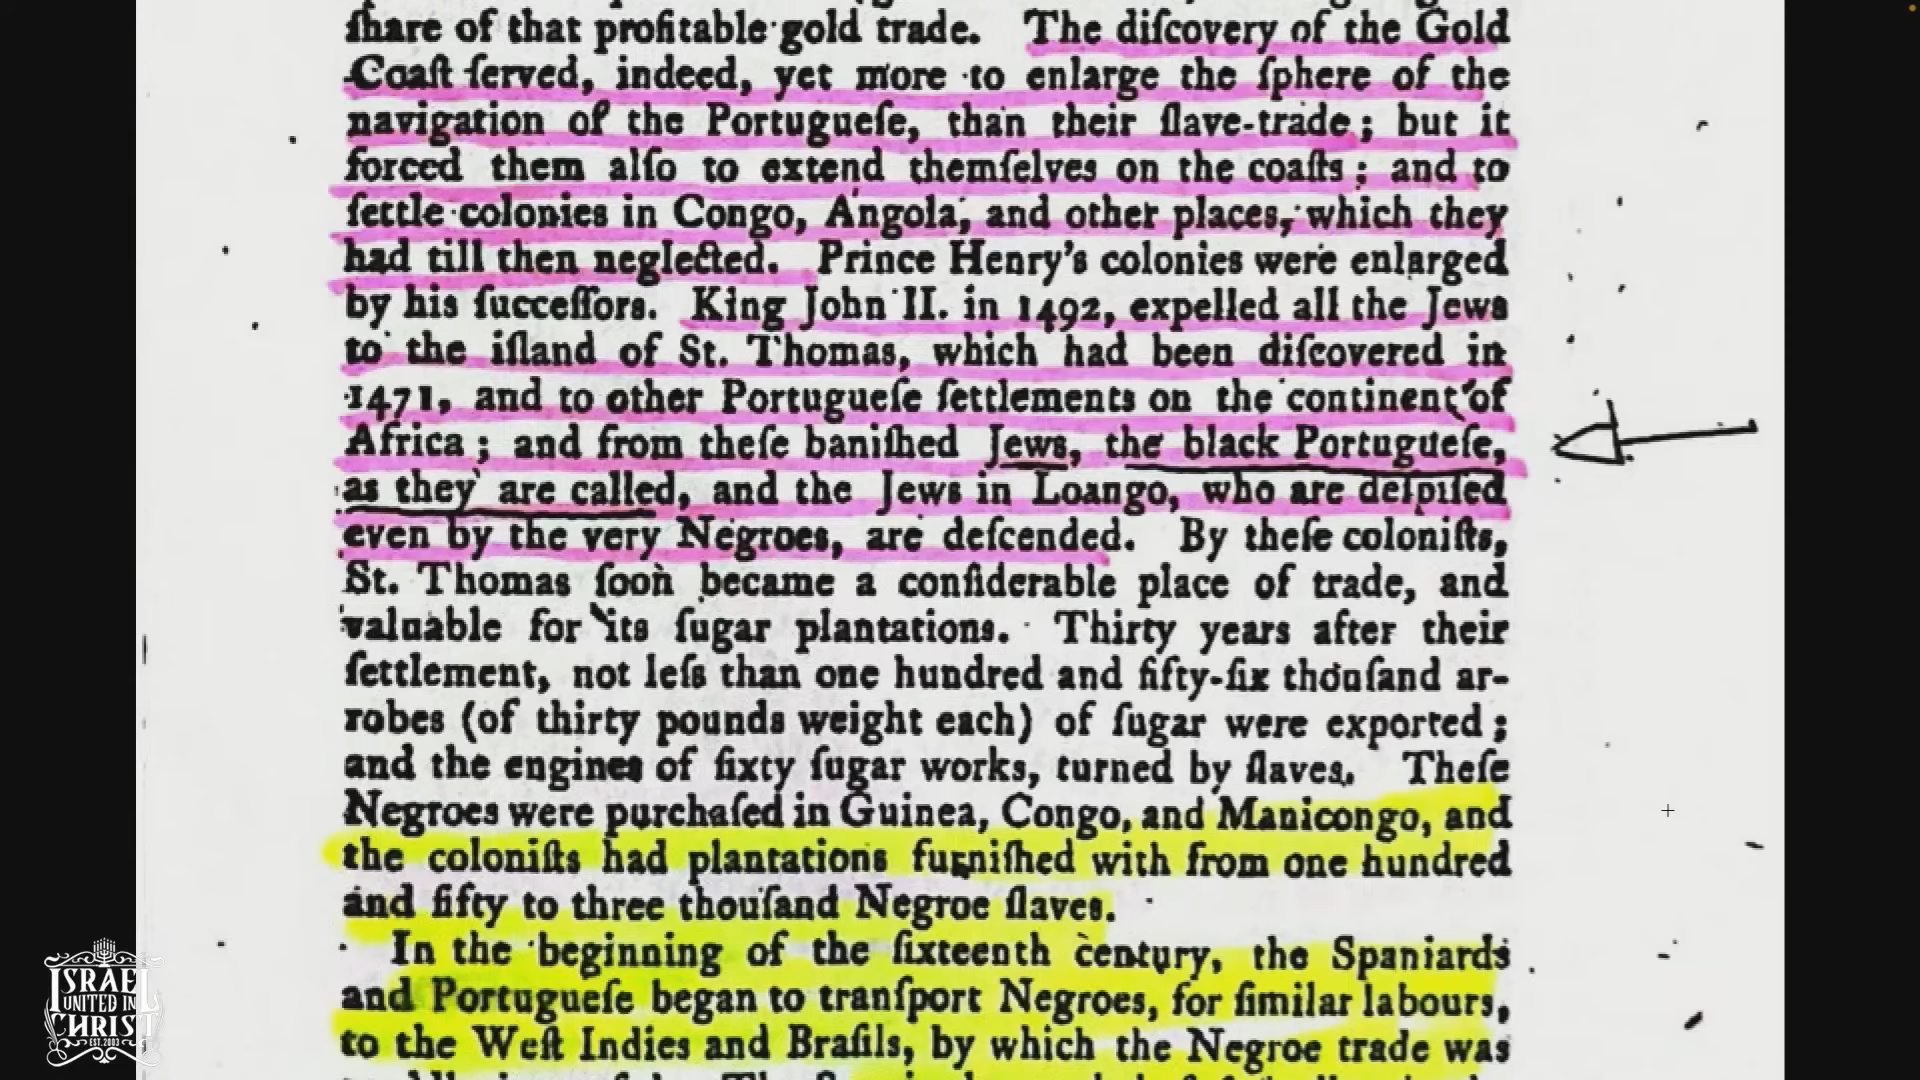 ſhare of that profitable gold trade. The diſcovery of the Gold
Coaſt ſerved, indeed, yet more to enlarge the ſphere of the
navigation of the Portugueſe, than their ſlave-trade; but it
forced them alſo to extend themſelves on the coaſts; and to
ſettle colonies in Congo, Angola, and other places, which they
had till then neglected. Prince Henry's colonies were enlarged
by his ſucceſſors. King John II. in 1492, expelled all the Jews
to the iſland of St. Thomas, which had been diſcovered in
1471, and to other Portugueſe ſettlements on the continent of
Africa; and from theſe baniſhed Jews, the black Portugueſe,
as they are called, and the Jews in Loango, who are deſpiſed
even by the very Negroes, are deſcended. By theſe coloniſts,
St. Thomas ſoon became a conſiderable place of trade, and
valuable for its ſugar plantations. Thirty years after their
ſettlement, not leſs than one hundred and fifty-ſix thouſand ar-
robes (of thirty pounds weight each) of ſugar were exported;
and the engines of ſixty ſugar works, turned by ſlaves. Theſe
Negroes were purchaſed in Guinea, Congo, and Manicongo, and
the coloniſts had plantations furniſhed with from one hundred
and fifty to three thouſand Negroe ſlaves.
In the beginning of the ſixteenth century, the Spaniards
and Portugueſe began to tranſport Negroes, for ſimilar labours,
to the Weſt Indies and Braſils, by which the Negroe trade was
ISRAEL
UNITED IN
CHRIST
EST. 2003